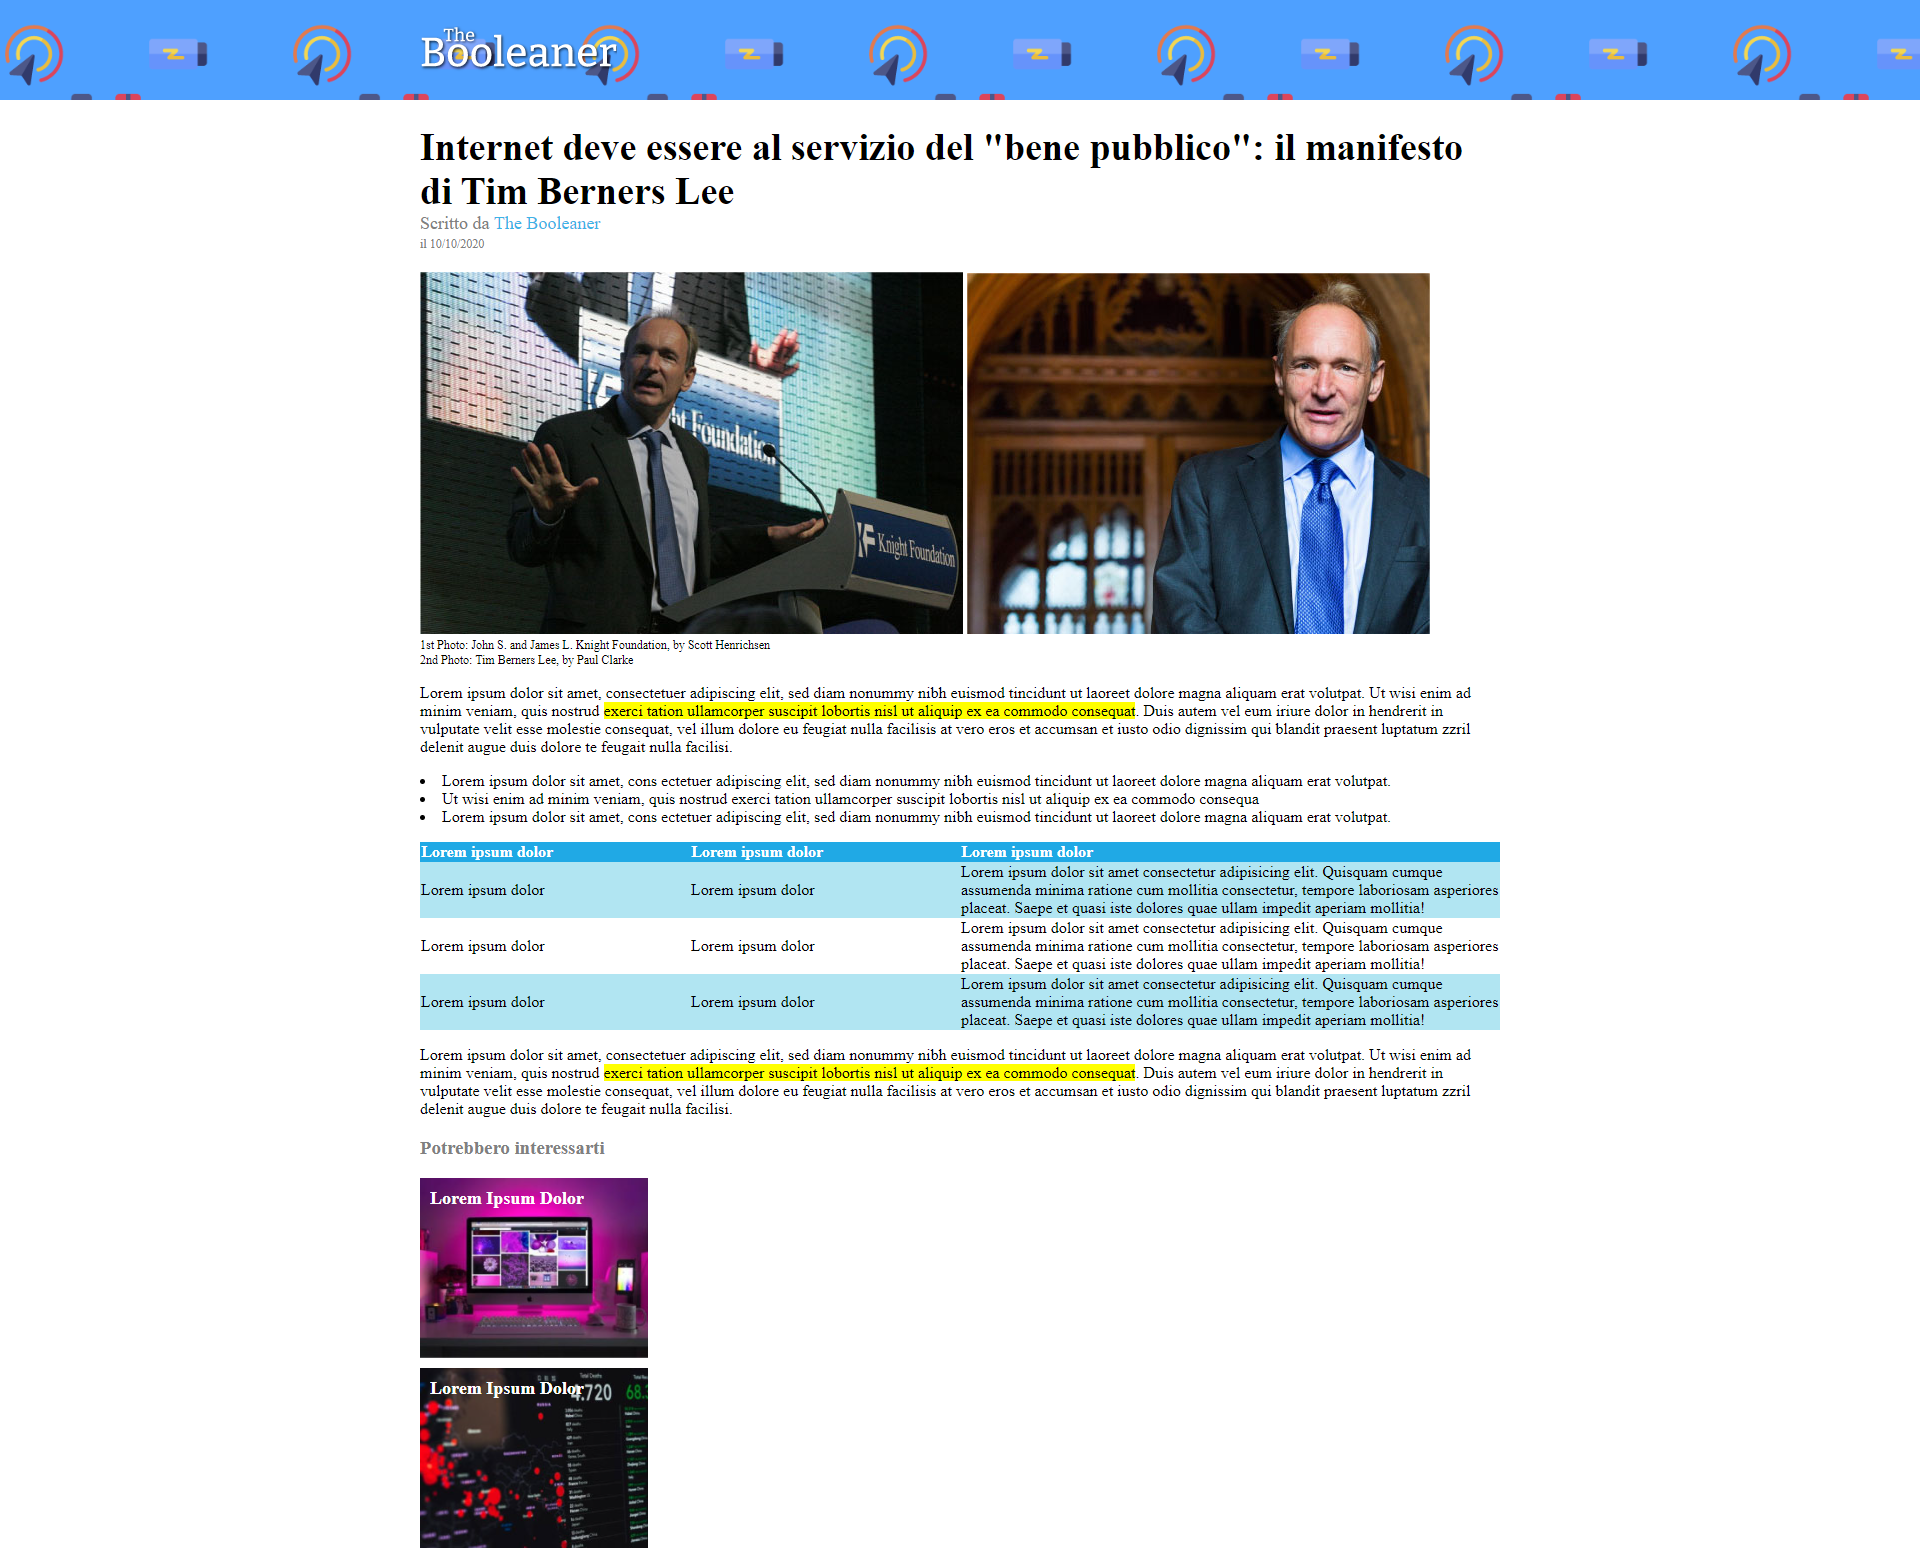 The
Booleaner
Internet deve essere al servizio del "bene pubblico": il manifesto
di Tim Berners Lee
Scritto da The Booleaner
il 10/10/2020
Knight Foundation
Knight Foundation
1st Photo: John S. and James L. Knight Foundation, by Scott Henrichsen
2nd Photo: Tim Berners Lee, by Paul Clarke
Lorem ipsum dolor sit amet, consectetuer adipiscing elit, sed diam nonummy nibh euismod tincidunt ut laoreet dolore magna aliquam erat volutpat. Ut wisi enim ad
minim veniam, quis nostrud exerci tation ullamcorper suscipit lobortis nisl ut aliquip ex ea commodo consequat. Duis autem vel eum iriure dolor in hendrerit in
vulputate velit esse molestie consequat, vel illum dolore eu feugiat nulla facilisis at vero eros et accumsan et iusto odio dignissim qui blandit praesent luptatum zzril
delenit augue duis dolore te feugait nulla facilisi.
• Lorem ipsum dolor sit amet, cons ectetuer adipiscing elit, sed diam nonummy nibh euismod tincidunt ut laoreet dolore magna aliquam erat volutpat.
• Ut wisi enim ad minim veniam, quis nostrud exerci tation ullamcorper suscipit lobortis nisl ut aliquip ex ea commodo consequa
• Lorem ipsum dolor sit amet, cons ectetuer adipiscing elit, sed diam nonummy nibh euismod tincidunt ut laoreet dolore magna aliquam erat volutpat.
Lorem ipsum dolor Lorem ipsum dolor Lorem ipsum dolor
Lorem ipsum dolor Lorem ipsum dolor
Lorem ipsum dolor sit amet consectetur adipisicing elit. Quisquam cumque
assumenda minima ratione cum mollitia consectetur, tempore laboriosam asperiores
placeat. Saepe et quasi iste dolores quae ullam impedit aperiam mollitia!
Lorem ipsum dolor Lorem ipsum dolor
Lorem ipsum dolor sit amet consectetur adipisicing elit. Quisquam cumque
assumenda minima ratione cum mollitia consectetur, tempore laboriosam asperiores
placeat. Saepe et quasi iste dolores quae ullam impedit aperiam mollitia!
Lorem ipsum dolor Lorem ipsum dolor
Lorem ipsum dolor sit amet consectetur adipisicing elit. Quisquam cumque
assumenda minima ratione cum mollitia consectetur, tempore laboriosam asperiores
placeat. Saepe et quasi iste dolores quae ullam impedit aperiam mollitia!
Lorem ipsum dolor sit amet, consectetuer adipiscing elit, sed diam nonummy nibh euismod tincidunt ut laoreet dolore magna aliquam erat volutpat. Ut wisi enim ad
minim veniam, quis nostrud exerci tation ullamcorper suscipit lobortis nisl ut aliquip ex ea commodo consequat. Duis autem vel eum iriure dolor in hendrerit in
vulputate velit esse molestie consequat, vel illum dolore eu feugiat nulla facilisis at vero eros et accumsan et iusto odio dignissim qui blandit praesent luptatum zzril
delenit augue duis dolore te feugait nulla facilisi.
Potrebbero interessarti
Lorem Ipsum Dolor
Total Deaths
Lorem Ipsum Dolor
4.720
68.3